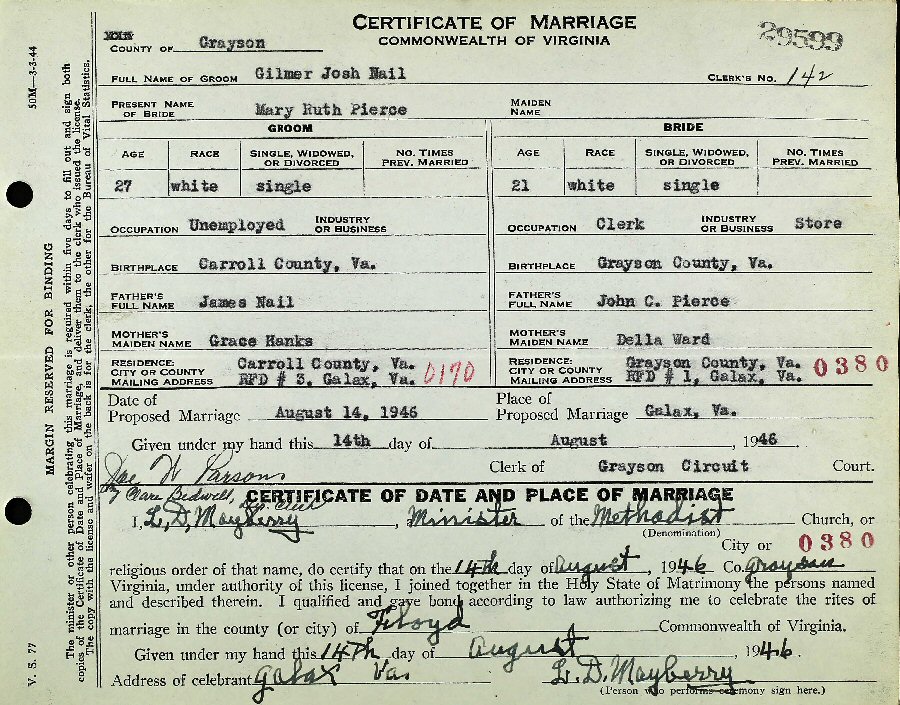 CERTIFICATE OF MARRIAGE
COMMONWEALTH OF VIRGINIA
29599
COUNTY OF Grayson
FULL NAME OF GROOM Gilmer Josh Nail CLERK'S NO. 142
PRESENT NAME OF BRIDE Mary Ruth Pierce MAIDEN NAME
GROOM BRIDE
AGE RACE SINGLE, WIDOWED, OR DIVORCED NO. TIMES PREV. MARRIED AGE RACE SINGLE, WIDOWED, OR DIVORCED NO. TIMES PREV. MARRIED
27 white single 21 white single
OCCUPATION Unemployed INDUSTRY OR BUSINESS OCCUPATION Clerk INDUSTRY OR BUSINESS Store
BIRTHPLACE Carroll County, Va. BIRTHPLACE Grayson County, Va.
FATHER'S FULL NAME James Nail FATHER'S FULL NAME John C. Pierce
MOTHER'S MAIDEN NAME Grace Hanks MOTHER'S MAIDEN NAME Della Ward
RESIDENCE: CITY OR COUNTY Carroll County, Va. RESIDENCE: CITY OR COUNTY Grayson County, Va. 0380
MAILING ADDRESS RFD # 3, Galax, Va. 0170 MAILING ADDRESS RFD # 1, Galax, Va.
Date of Proposed Marriage August 14, 1946 Place of Proposed Marriage Galax, Va.
Given under my hand this 14th day of August, 1946
Joe W Parsons Clerk of Grayson Circuit Court.
By Clare Bedwell,
CERTIFICATE OF DATE AND PLACE OF MARRIAGE
I, L. D. Mayberry, Minister of the Methodist Church, or
(Denomination)
City or 0380
religious order of that name, do certify that on the 14th day of August, 1946 Co. Grayson
Virginia, under authority of this license, I joined together in the Holy State of Matrimony the persons named
and described therein. I qualified and gave bond according to law authorizing me to celebrate the rites of
marriage in the county (or city) of Floyd Commonwealth of Virginia.
Given under my hand this 14th day of August, 1946.
Address of celebrant Galax Va. L. D. Mayberry
(Person who performs ceremony sign here.)
50M—3-3-44
MARGIN RESERVED FOR BINDING
V. S. 77
The minister or other person celebrating this marriage is required within five days to fill out and sign both
copies of the Certificate of Date and Place of Marriage, and deliver them to the clerk who issued the license.
The copy with the license and wafer on the back is for the clerk, the other for the Bureau of Vital Statistics.